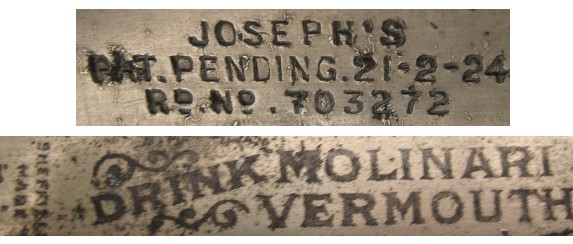 JOSEPH'S
PAT. PENDING. 21-2-24
RD. NO. 703272
DRINK MOLINARI
VERMOUTH